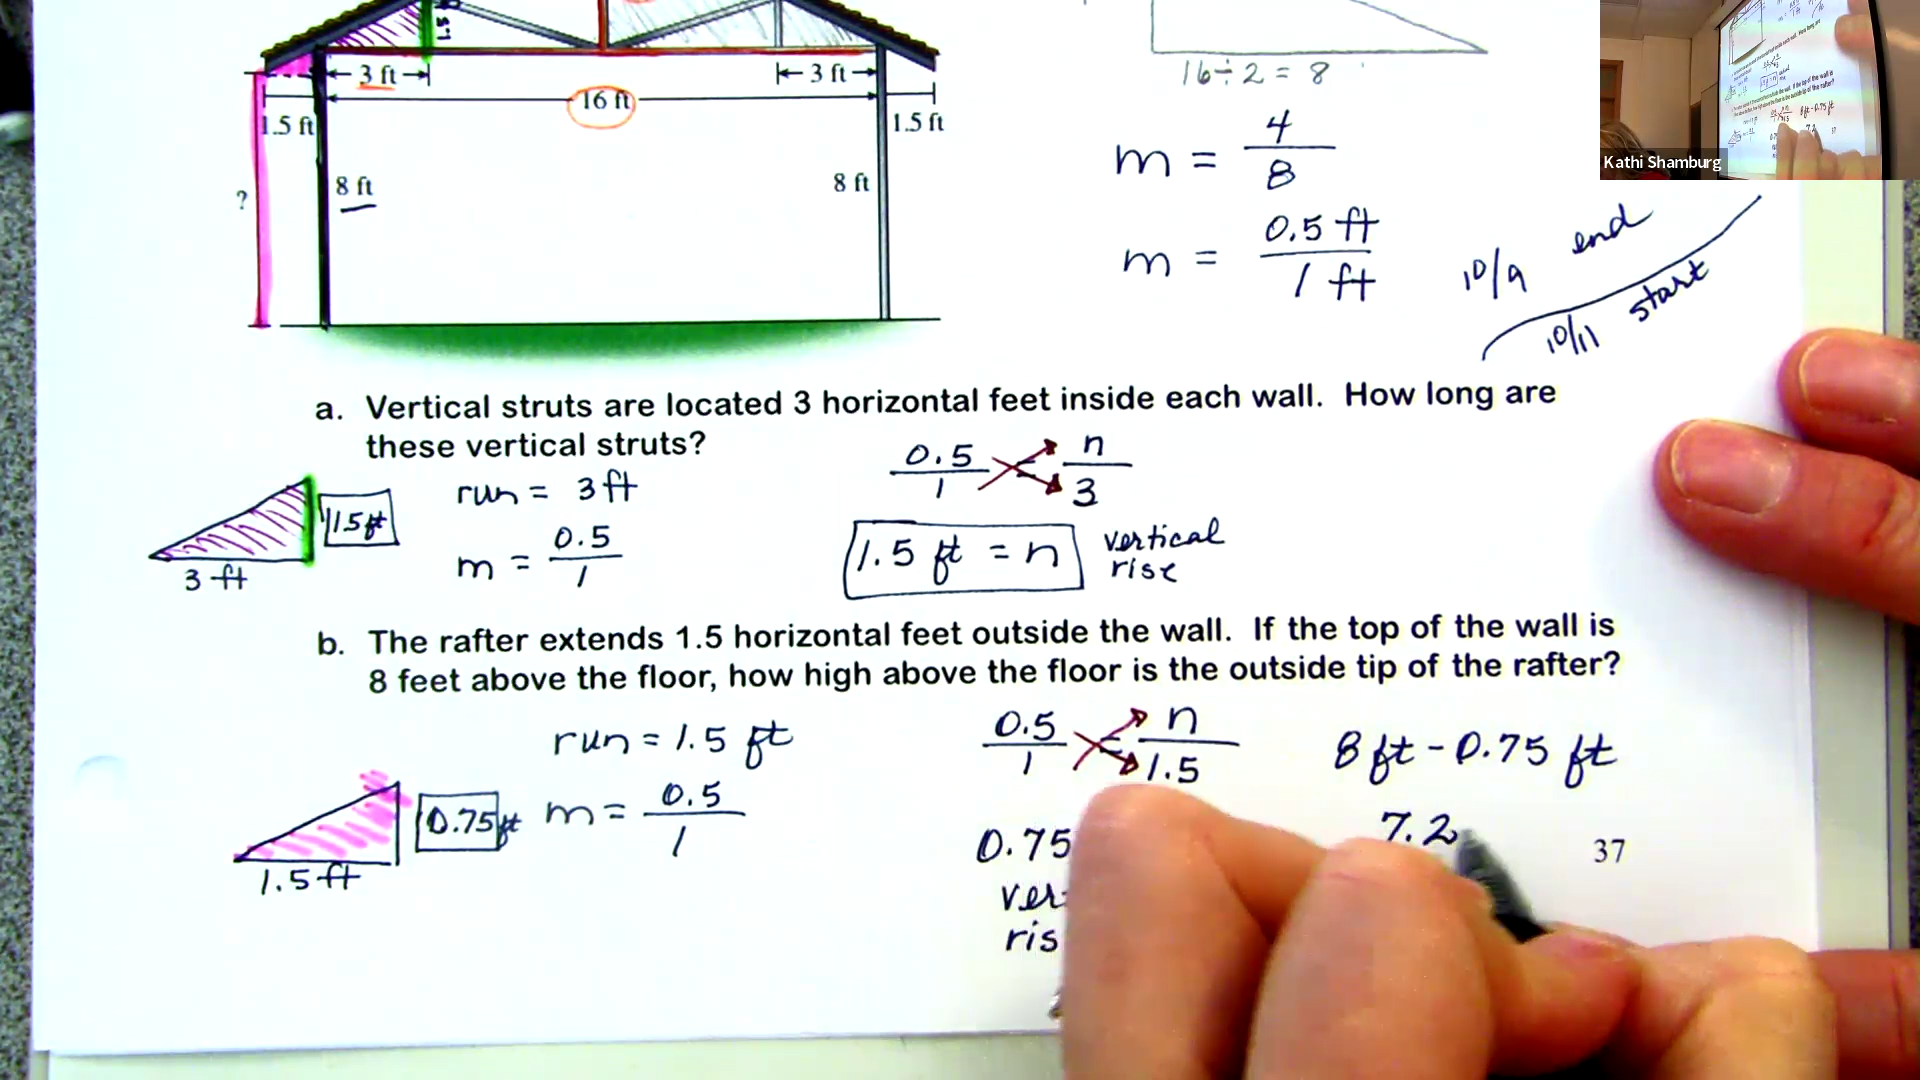 1.5
3 ft
3 ft
16 ft
1.5 ft
1.5 ft
?
8 ft
8 ft
16 ÷ 2 = 8
m = 4/8
m = 0.5 ft/1 ft
10/9 end
10/11 start
Kathi Shamburg
a. Vertical struts are located 3 horizontal feet inside each wall. How long are
these vertical struts?
1.5 ft
3 ft
run = 3 ft
m = 0.5/1
0.5/1 = n/3
1.5 ft = n
vertical
rise
b. The rafter extends 1.5 horizontal feet outside the wall. If the top of the wall is
8 feet above the floor, how high above the floor is the outside tip of the rafter?
run = 1.5 ft
0.75 ft
1.5 ft
m = 0.5/1
0.5/1 = n/1.5
0.75
ver
ris
8 ft - 0.75 ft
7.2
37